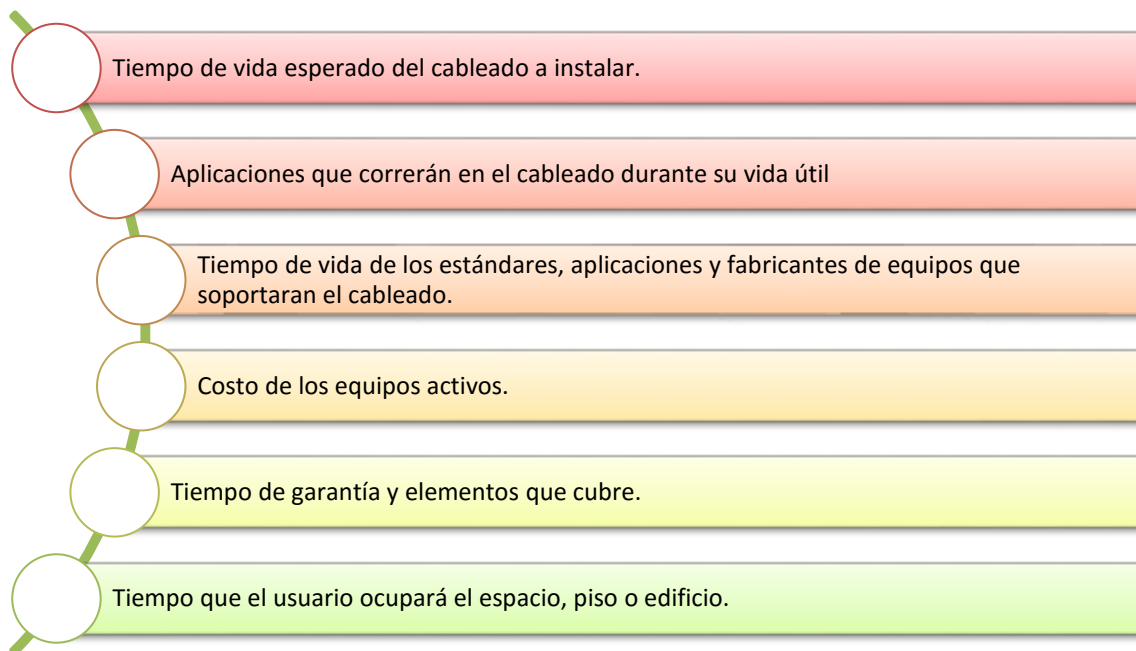 Tiempo de vida esperado del cableado a instalar.
Aplicaciones que correrán en el cableado durante su vida útil
Tiempo de vida de los estándares, aplicaciones y fabricantes de equipos que
soportaran el cableado.
Costo de los equipos activos.
Tiempo de garantía y elementos que cubre.
Tiempo que el usuario ocupará el espacio, piso o edificio.